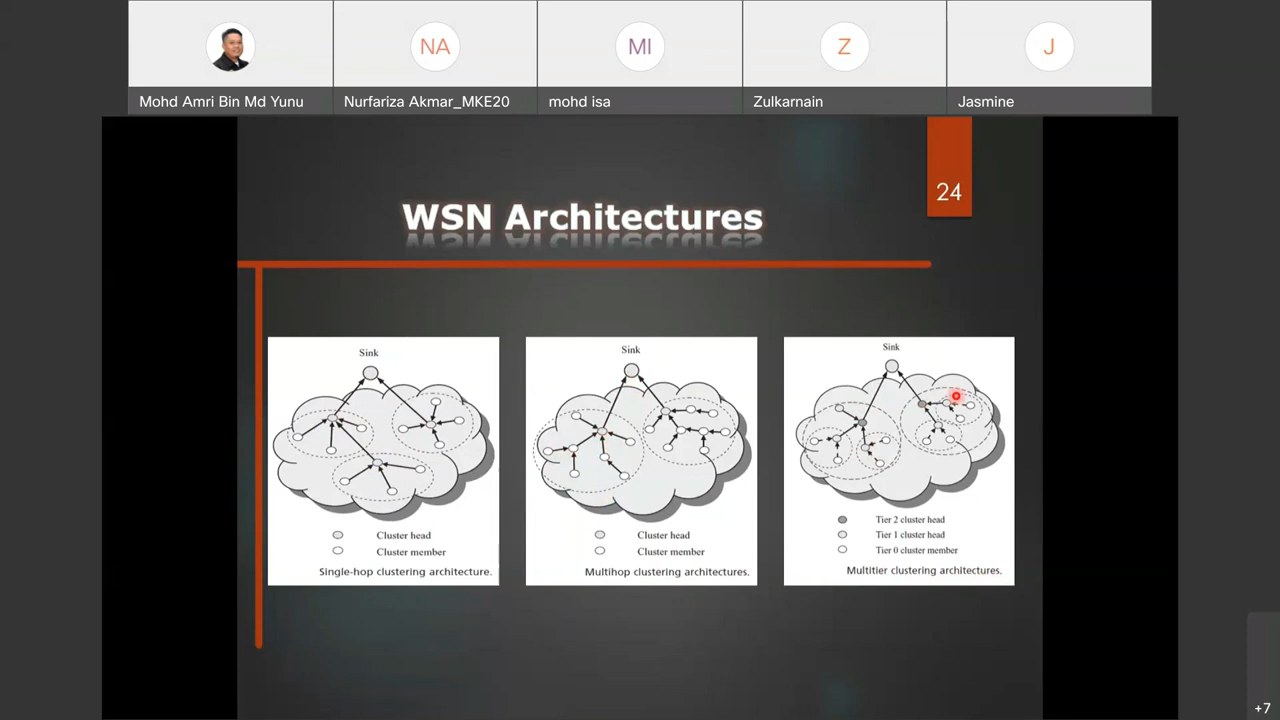 NA
MI
Z
J
Mohd Amri Bin Md Yunu
Nurfariza Akmar_MKE20
mohd isa
Zulkarnain
Jasmine
24
WSN Architectures
Sink
Cluster head
Cluster member
Single-hop clustering architecture.
Sink
Cluster head
Cluster member
Multihop clustering architectures.
Sink
Tier 2 cluster head
Tier 1 cluster head
Tier 0 cluster member
Multitier clustering architectures.
+7